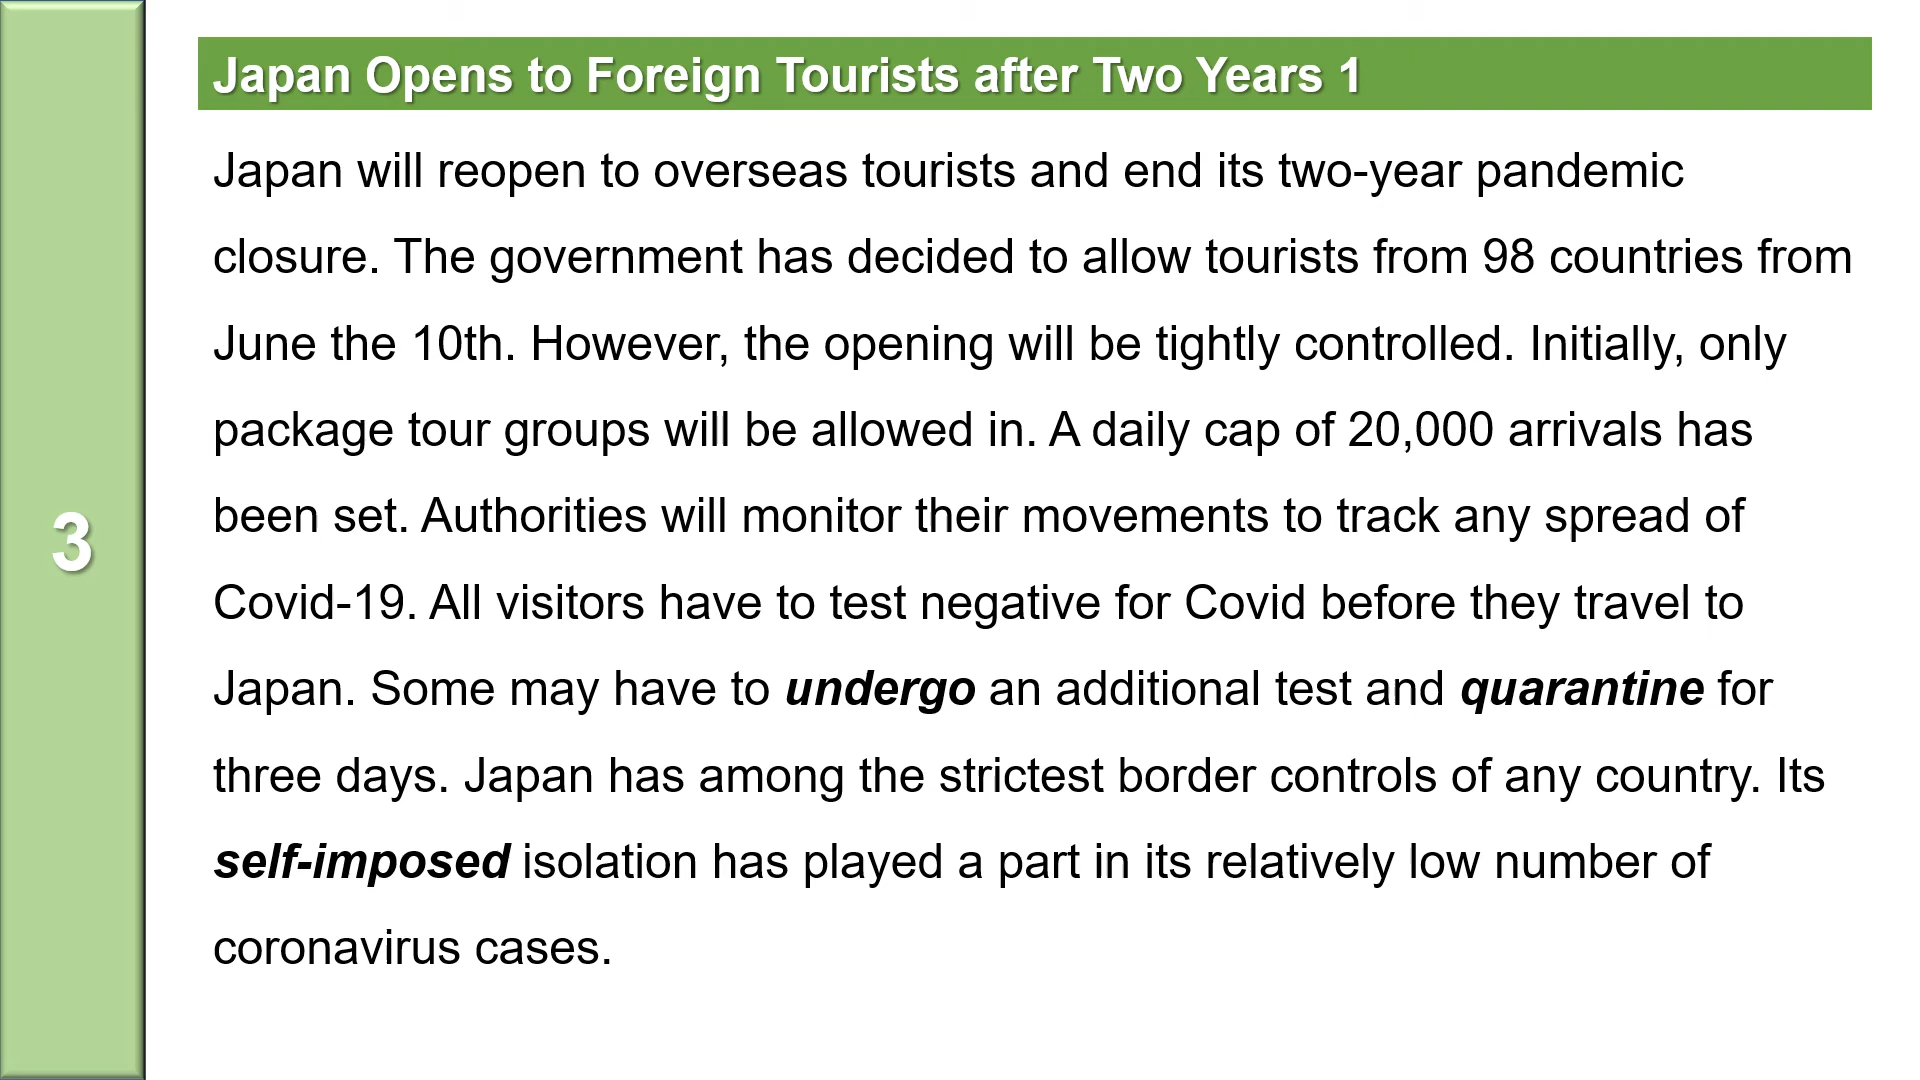 Japan Opens to Foreign Tourists after Two Years 1
Japan will reopen to overseas tourists and end its two-year pandemic
closure. The government has decided to allow tourists from 98 countries from
June the 10th. However, the opening will be tightly controlled. Initially, only
package tour groups will be allowed in. A daily cap of 20,000 arrivals has
been set. Authorities will monitor their movements to track any spread of
Covid-19. All visitors have to test negative for Covid before they travel to
Japan. Some may have to undergo an additional test and quarantine for
three days. Japan has among the strictest border controls of any country. Its
self-imposed isolation has played a part in its relatively low number of
coronavirus cases.
3